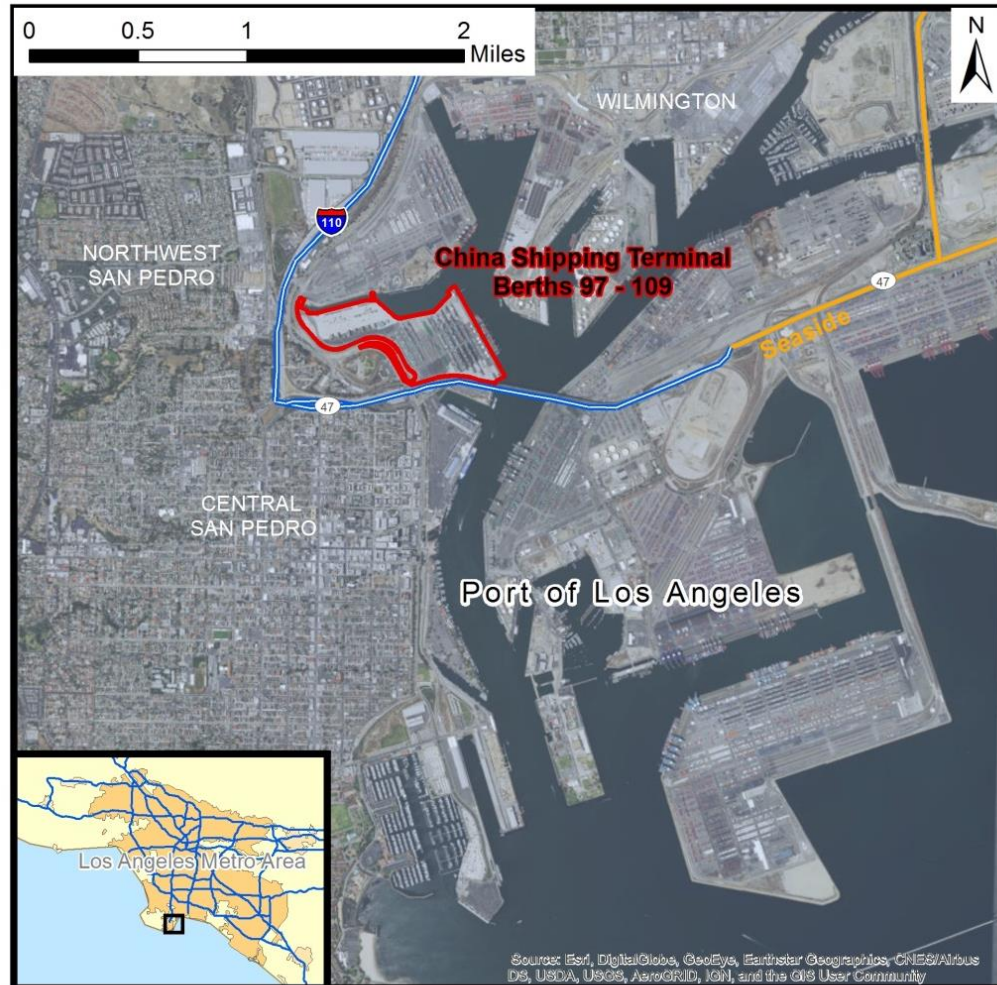 0 0.5 1 2
Miles
N
WILMINGTON
110
NORTHWEST
SAN PEDRO
China Shipping Terminal
Berths 97 - 109
47
Seaside
47
CENTRAL
SAN PEDRO
Port of Los Angeles
Los Angeles Metro Area
Source: Esri, DigitalGlobe, GeoEye, Earthstar Geographics, CNES/Airbus
DS, USDA, USGS, AeroGRID, IGN, and the GIS User Community